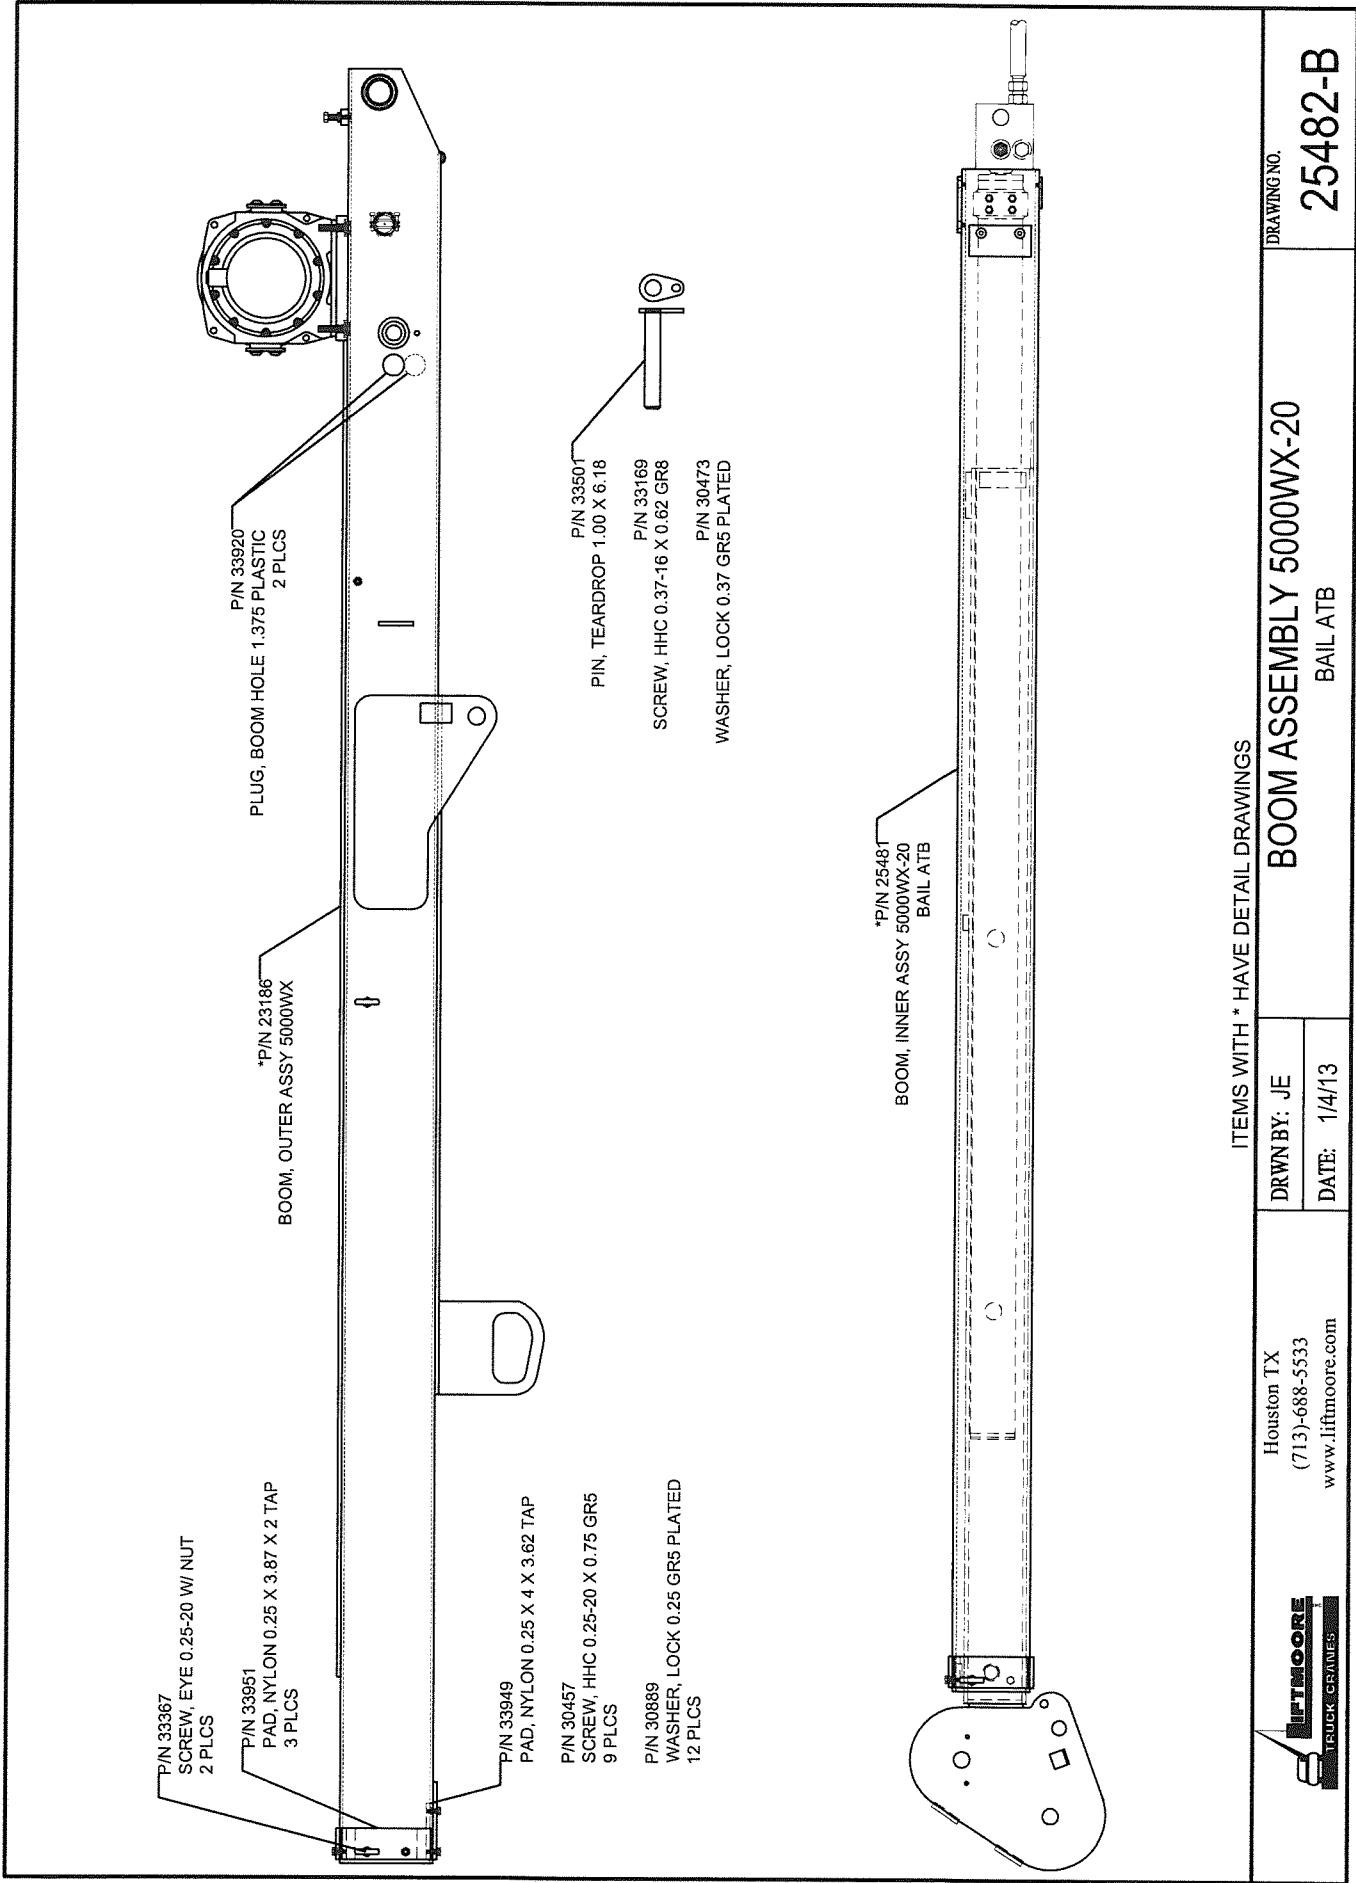 P/N 33367
SCREW, EYE 0.25-20 W/ NUT
2 PLCS
P/N 33951
PAD, NYLON 0.25 X 3.87 X 2 TAP
3 PLCS
*P/N 23186
BOOM, OUTER ASSY 5000WX
P/N 33920
PLUG, BOOM HOLE 1.375 PLASTIC
2 PLCS
P/N 33949
PAD, NYLON 0.25 X 4 X 3.62 TAP
P/N 30457
SCREW, HHC 0.25-20 X 0.75 GR5
9 PLCS
P/N 30889
WASHER, LOCK 0.25 GR5 PLATED
12 PLCS
P/N 33501
PIN, TEARDROP 1.00 X 6.18
P/N 33169
SCREW, HHC 0.37-16 X 0.62 GR8
P/N 30473
WASHER, LOCK 0.37 GR5 PLATED
*P/N 25481
BOOM, INNER ASSY 5000WX-20
BAIL ATB
ITEMS WITH * HAVE DETAIL DRAWINGS
LIFTMOORE
TRUCK CRANES
Houston TX
(713)-688-5533
www.liftmoore.com
DRWN BY: JE
DATE: 1/4/13
BOOM ASSEMBLY 5000WX-20
BAIL ATB
DRAWING NO.
25482-B